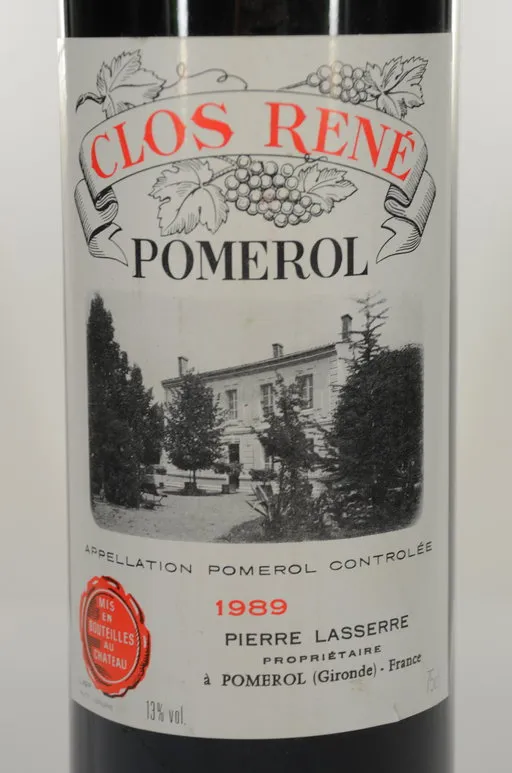 CLOS RENÉ
POMEROL
APPELLATION POMEROL CONTROLÉE
1989
PIERRE LASSERRE
PROPRIÉTAIRE
à POMEROL (Gironde) - France
MIS
EN
BOUTEILLES
AU
CHATEAU
13% vol.